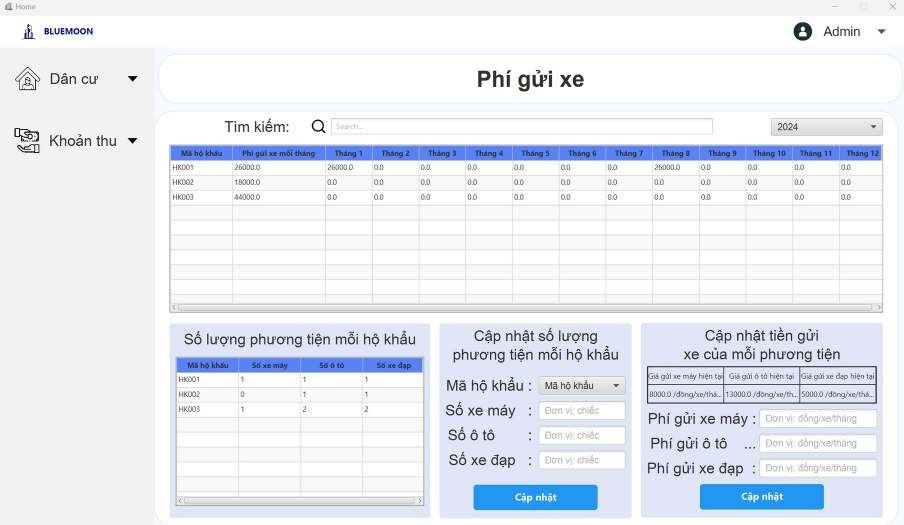 Home
BLUEMOON
Admin
Dân cư
Khoản thu
Phí gửi xe
Tìm kiếm:
Search...
2024
Mã hộ khẩu Phí gửi xe mỗi tháng Tháng 1 Tháng 2 Tháng 3 Tháng 4 Tháng 5 Tháng 6 Tháng 7 Tháng 8 Tháng 9 Tháng 10 Tháng 11 Tháng 12
HK001 26000.0 26000.0 0.0 0.0 0.0 0.0 0.0 0.0 26000.0 0.0 0.0 0.0 0.0
HK002 18000.0 0.0 0.0 0.0 0.0 0.0 0.0 0.0 0.0 0.0 0.0 0.0 0.0
HK003 44000.0 0.0 0.0 0.0 0.0 0.0 0.0 0.0 0.0 0.0 0.0 0.0 0.0
Số lượng phương tiện mỗi hộ khẩu
Mã hộ khẩu Số xe máy Số ô tô Số xe đạp
HK001 1 1 1
HK002 0 1 1
HK003 1 2 2
Cập nhật số lượng
phương tiện mỗi hộ khẩu
Mã hộ khẩu : Mã hộ khẩu
Số xe máy : Đơn vị: chiếc
Số ô tô : Đơn vị: chiếc
Số xe đạp : Đơn vị: chiếc
Cập nhật
Cập nhật tiền gửi
xe của mỗi phương tiện
Giá gửi xe máy hiện tại Giá gửi ô tô hiện tại Giá gửi xe đạp hiện tại
8000.0 /đồng/xe/thá... 13000.0 /đồng/xe/th... 5000.0 /đồng/xe/thá...
Phí gửi xe máy : Đơn vị: đồng/xe/tháng
Phí gửi ô tô ... Đơn vị: đồng/xe/tháng
Phí gửi xe đạp : Đơn vị: đồng/xe/tháng
Cập nhật